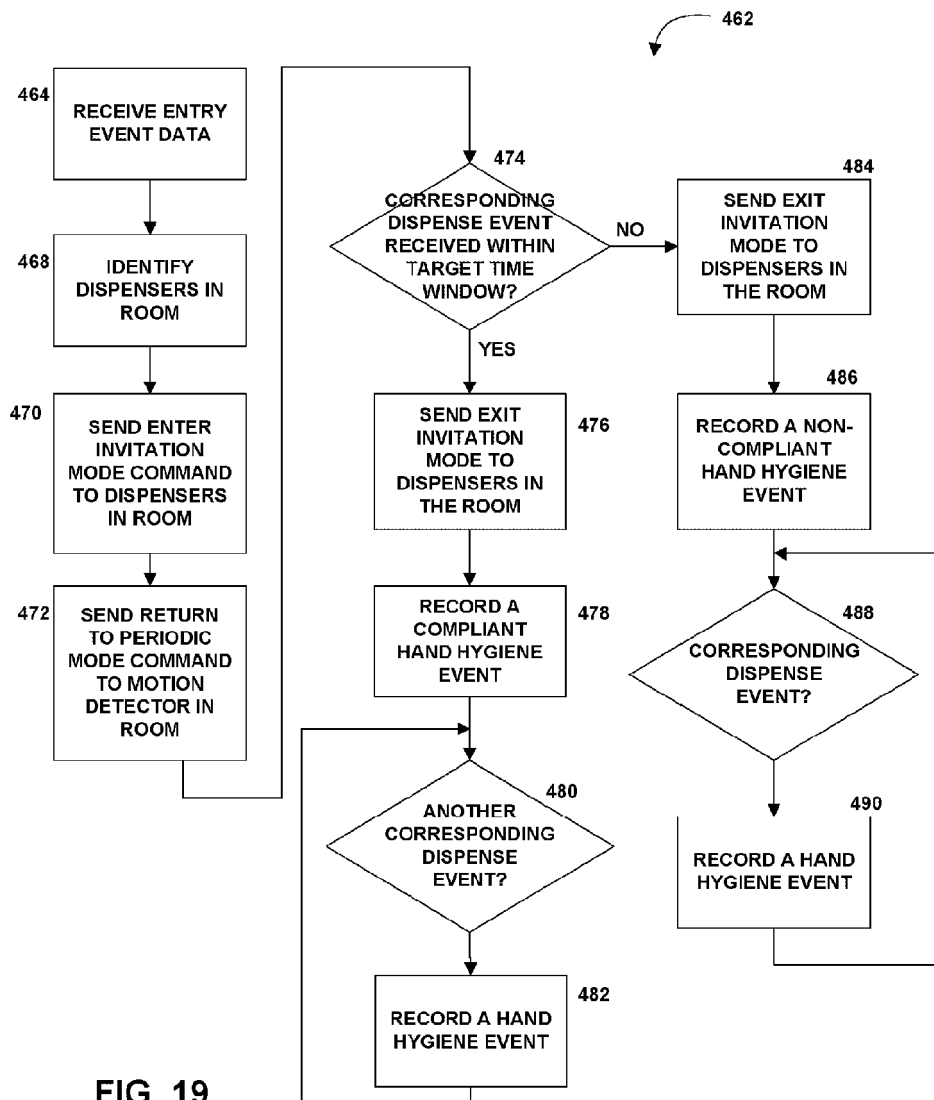 462
464
RECEIVE ENTRY
EVENT DATA
468
IDENTIFY
DISPENSERS IN
ROOM
470
SEND ENTER
INVITATION
MODE COMMAND
TO DISPENSERS
IN ROOM
472
SEND RETURN
TO PERIODIC
MODE COMMAND
TO MOTION
DETECTOR IN
ROOM
474
CORRESPONDING
DISPENSE EVENT
RECEIVED WITHIN
TARGET TIME
WINDOW?
NO
YES
476
SEND EXIT
INVITATION
MODE TO
DISPENSERS IN
THE ROOM
478
RECORD A
COMPLIANT
HAND HYGIENE
EVENT
480
ANOTHER
CORRESPONDING
DISPENSE
EVENT?
482
RECORD A HAND
HYGIENE EVENT
484
SEND EXIT
INVITATION
MODE TO
DISPENSERS IN
THE ROOM
486
RECORD A NON-
COMPLIANT
HAND HYGIENE
EVENT
488
CORRESPONDING
DISPENSE
EVENT?
490
RECORD A HAND
HYGIENE EVENT
FIG. 19